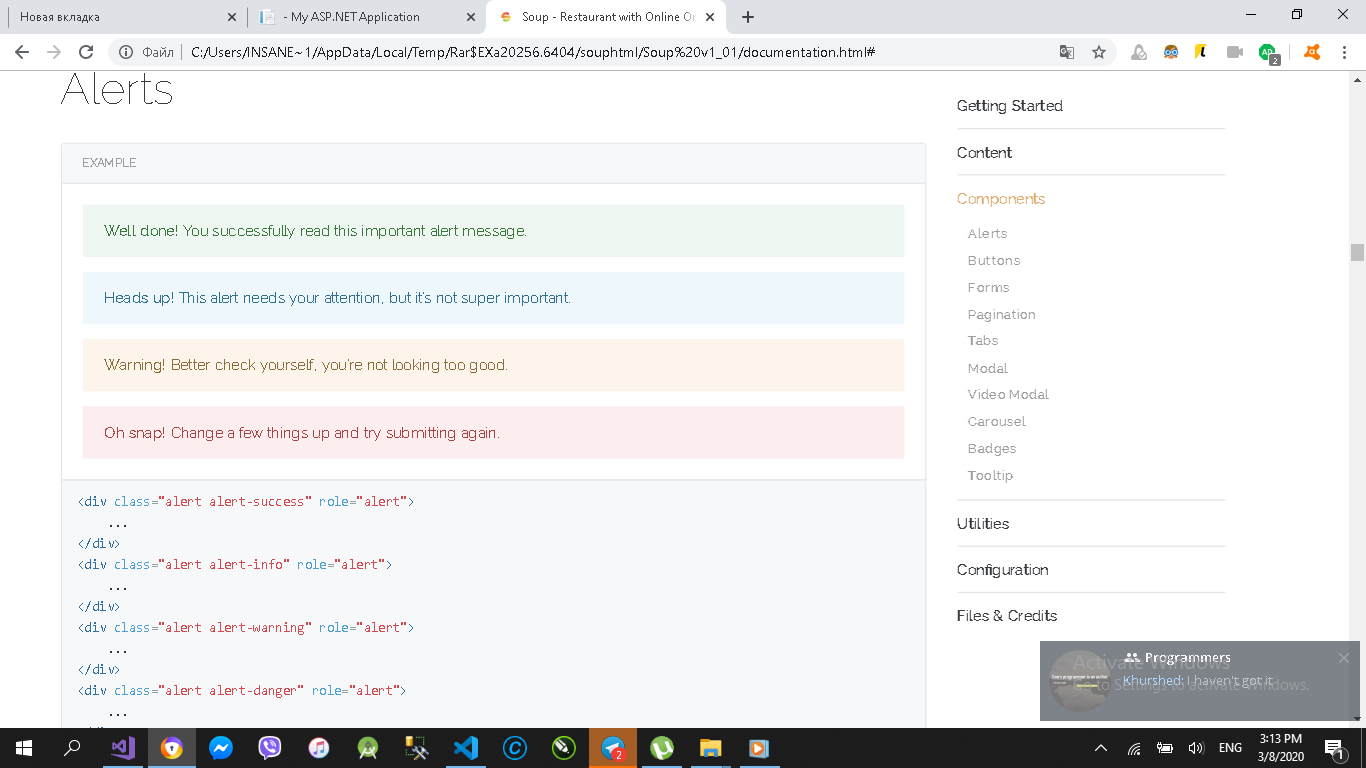 Новая вкладка
- My ASP.NET Application
Soup - Restaurant with Online Or
Файл
C:/Users/INSANE~1/AppData/Local/Temp/Rar$EXa20256.6404/souphtml/Soup%20v1_01/documentation.html#
AP
2
Alerts
EXAMPLE
Well done! You successfully read this important alert message.
Heads up! This alert needs your attention, but it's not super important.
Warning! Better check yourself, you're not looking too good.
Oh snap! Change a few things up and try submitting again.
<div class="alert alert-success" role="alert">
...
</div>
<div class="alert alert-info" role="alert">
...
</div>
<div class="alert alert-warning" role="alert">
...
</div>
<div class="alert alert-danger" role="alert">
...
Getting Started
Content
Components
Alerts
Buttons
Forms
Pagination
Tabs
Modal
Video Modal
Carousel
Badges
Tooltip
Utilities
Configuration
Files & Credits
Activate Windows
Go to Settings to activate Windows.
Programmers
Khurshed: I haven't got it
2
ENG
3:13 PM
3/8/2020
1